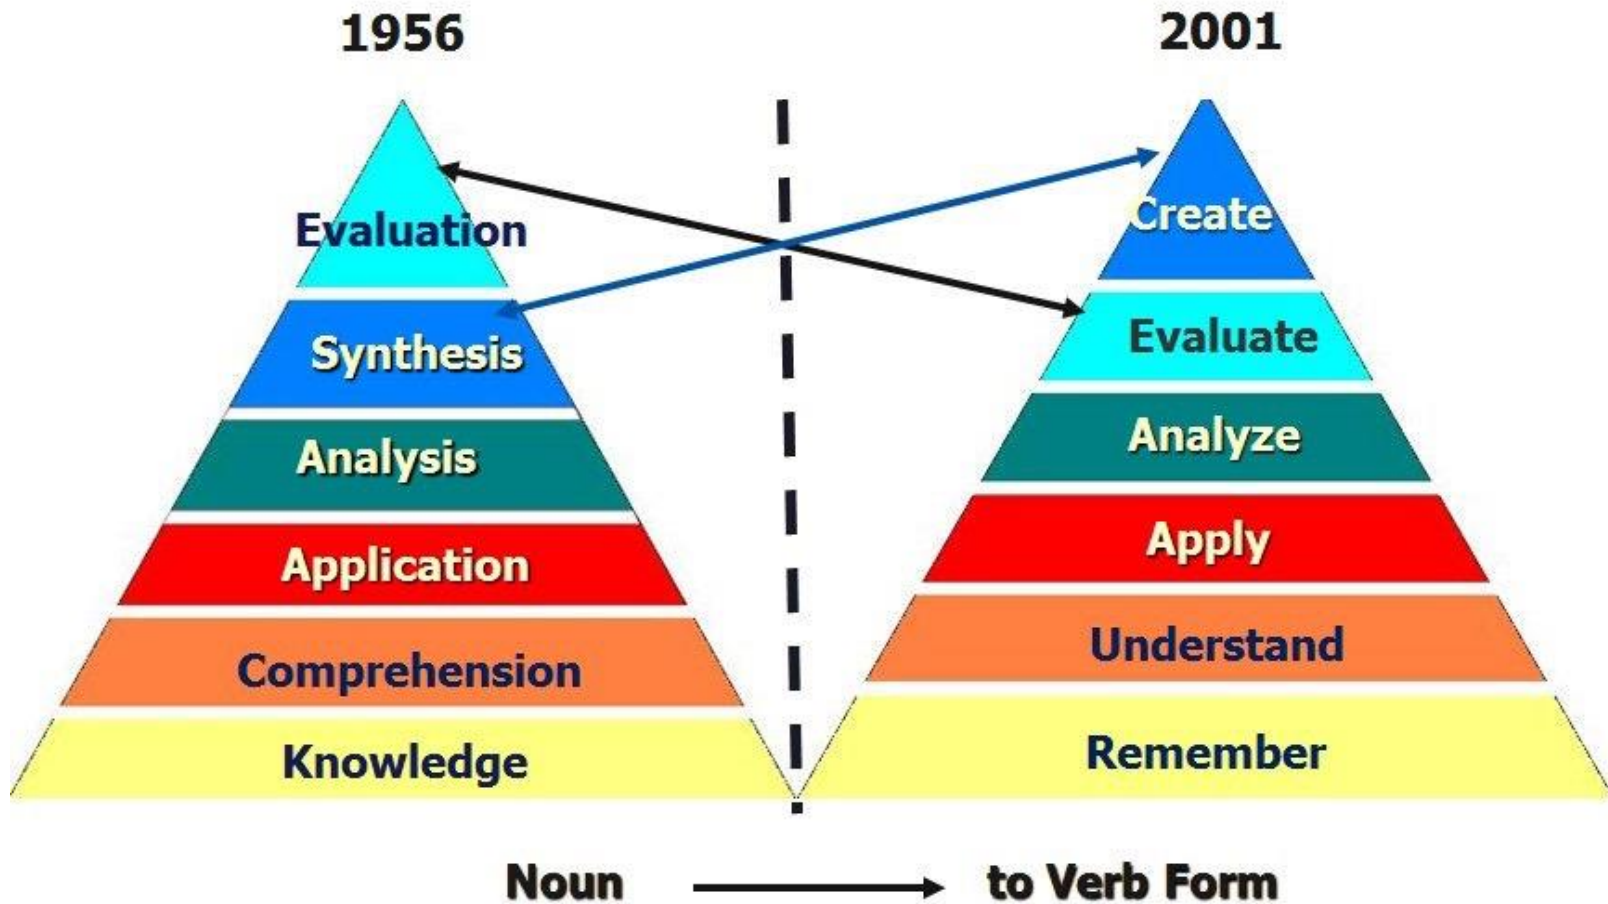 1956
Evaluation
Synthesis
Analysis
Application
Comprehension
Knowledge
2001
Create
Evaluate
Analyze
Apply
Understand
Remember
Noun to Verb Form